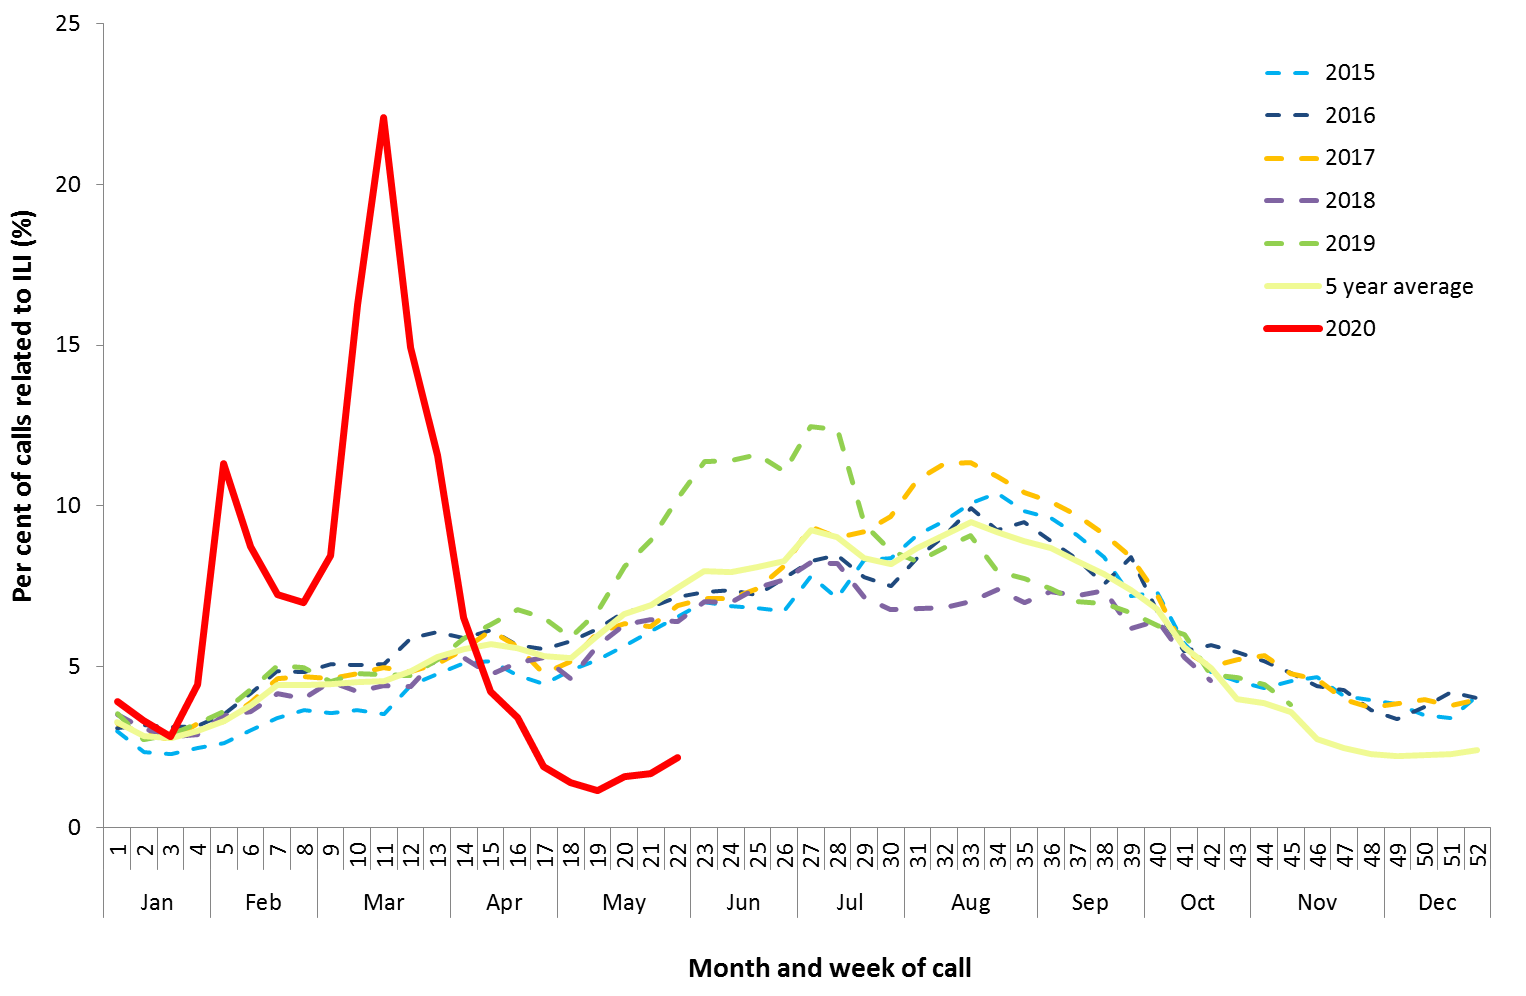 25
20
15
10
5
0
Per cent of calls related to ILI (%)
2015
2016
2017
2018
2019
5 year average
2020
1 2 3 4 5 6 7 8 9 10 11 12 13 14 15 16 17 18 19 20 21 22 23 24 25 26 27 28 29 30 31 32 33 34 35 36 37 38 39 40 41 42 43 44 45 46 47 48 49 50 51 52
Jan Feb Mar Apr May Jun Jul Aug Sep Oct Nov Dec
Month and week of call